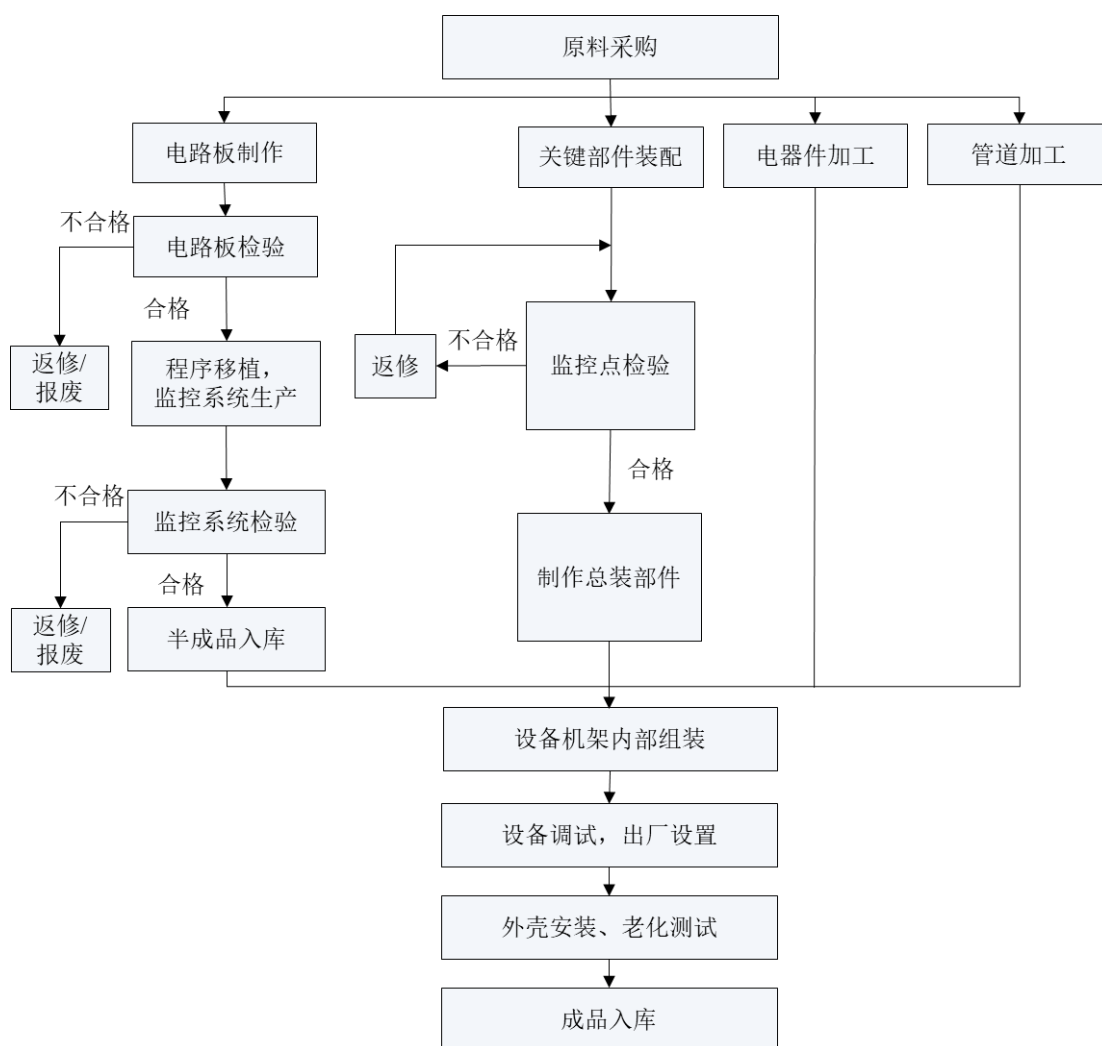 原料采购
电路板制作
关键部件装配
电器件加工
管道加工
不合格
电路板检验
合格
返修/
报废
程序移植，
监控系统生产
返修
不合格
监控点检验
合格
不合格
监控系统检验
合格
制作总装部件
返修/
报废
半成品入库
设备机架内部组装
设备调试，出厂设置
外壳安装、老化测试
成品入库